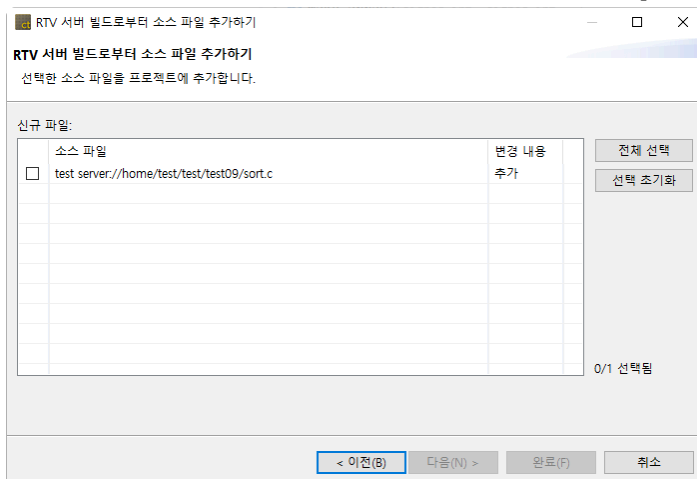 ct RTV 서버 빌드로부터 소스 파일 추가하기
RTV 서버 빌드로부터 소스 파일 추가하기
선택한 소스 파일을 프로젝트에 추가합니다.
신규 파일:
소스 파일 변경 내용
test server://home/test/test/test09/sort.c 추가
전체 선택
선택 초기화
0/1 선택됨
< 이전(B) 다음(N) > 완료(F) 취소